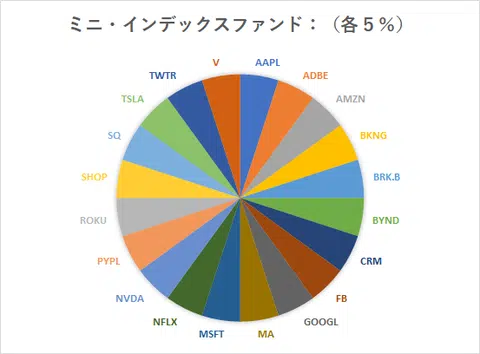 ミニ・インデックスファンド：（各５％）
AAPL
ADBE
AMZN
BKNG
BRK.B
BYND
CRM
FB
GOOGL
MA
MSFT
NFLX
NVDA
PYPL
ROKU
SHOP
SQ
TSLA
TWTR
V